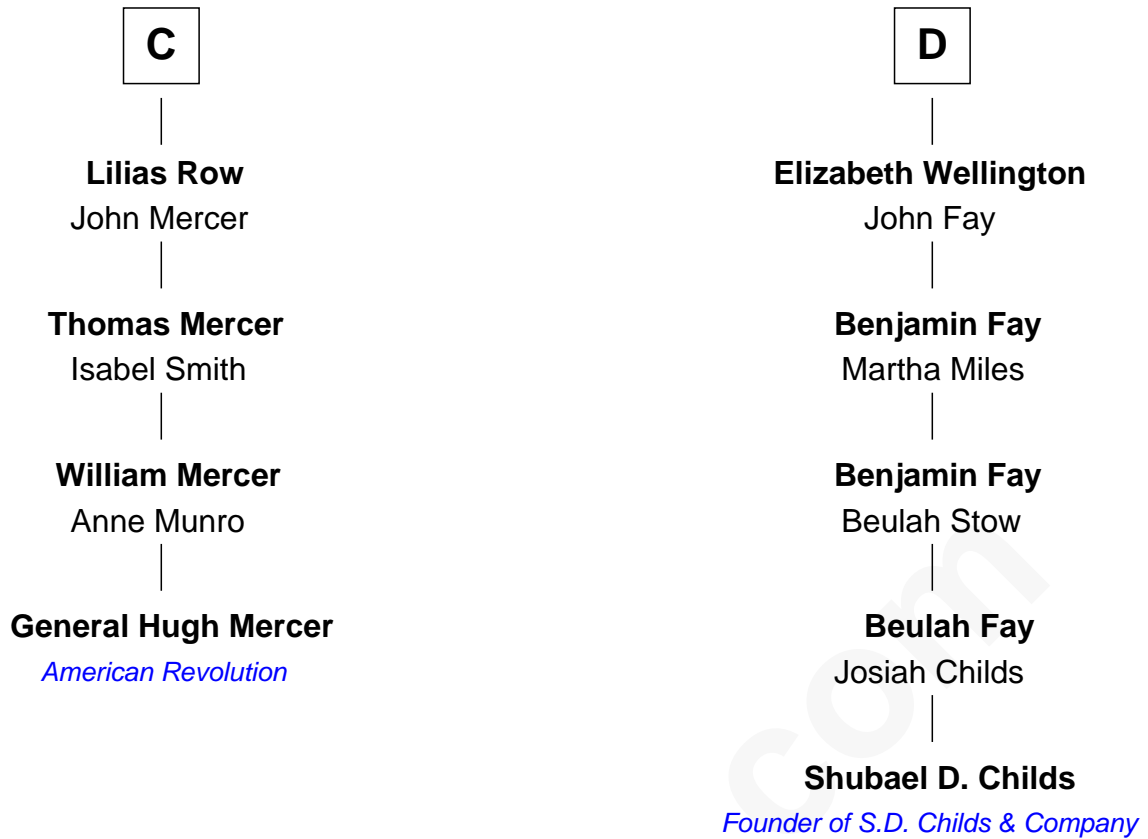 C
Lilias Row
John Mercer
Thomas Mercer
Isabel Smith
William Mercer
Anne Munro
General Hugh Mercer
American Revolution
D
Elizabeth Wellington
John Fay
Benjamin Fay
Martha Miles
Benjamin Fay
Beulah Stow
Beulah Fay
Josiah Childs
Shubael D. Childs
Founder of S.D. Childs & Company
com